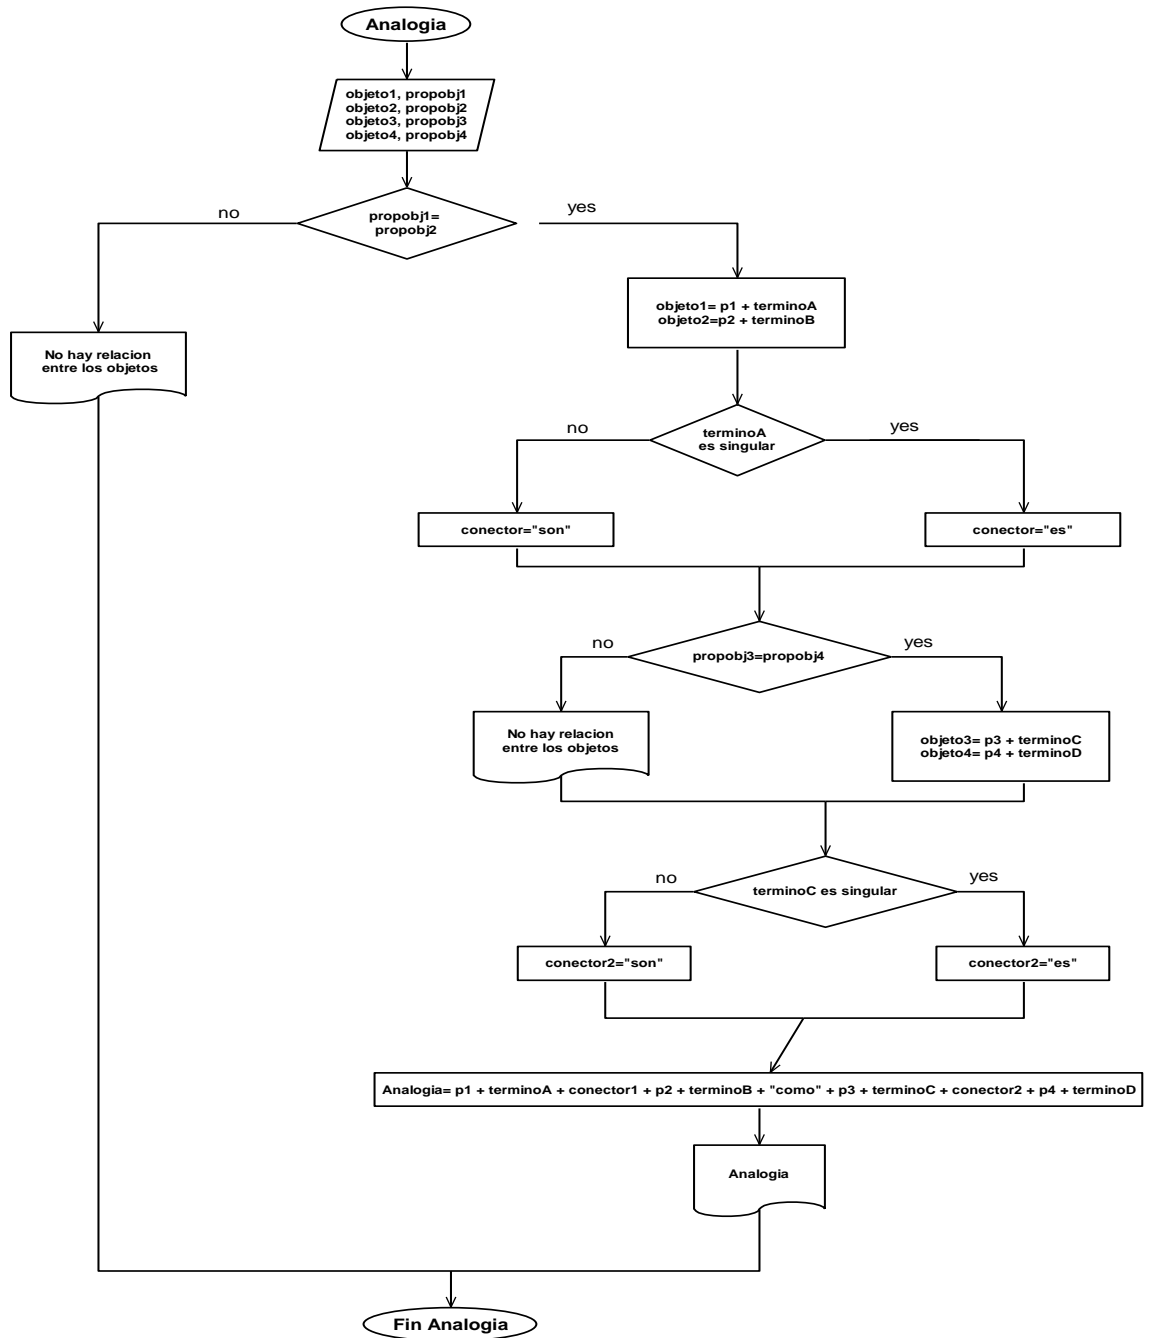 Analogia
objeto1, propobj1
objeto2, propobj2
objeto3, propobj3
objeto4, propobj4
no
yes
propobj1=
propobj2
objeto1= p1 + terminoA
objeto2=p2 + terminoB
No hay relacion
entre los objetos
no
yes
terminoA
es singular
conector="son"
conector="es"
no
yes
propobj3=propobj4
No hay relacion
entre los objetos
objeto3= p3 + terminoC
objeto4= p4 + terminoD
no
yes
terminoC es singular
conector2="son"
conector2="es"
Analogia= p1 + terminoA + conector1 + p2 + terminoB + "como" + p3 + terminoC + conector2 + p4 + terminoD
Analogia
Fin Analogia